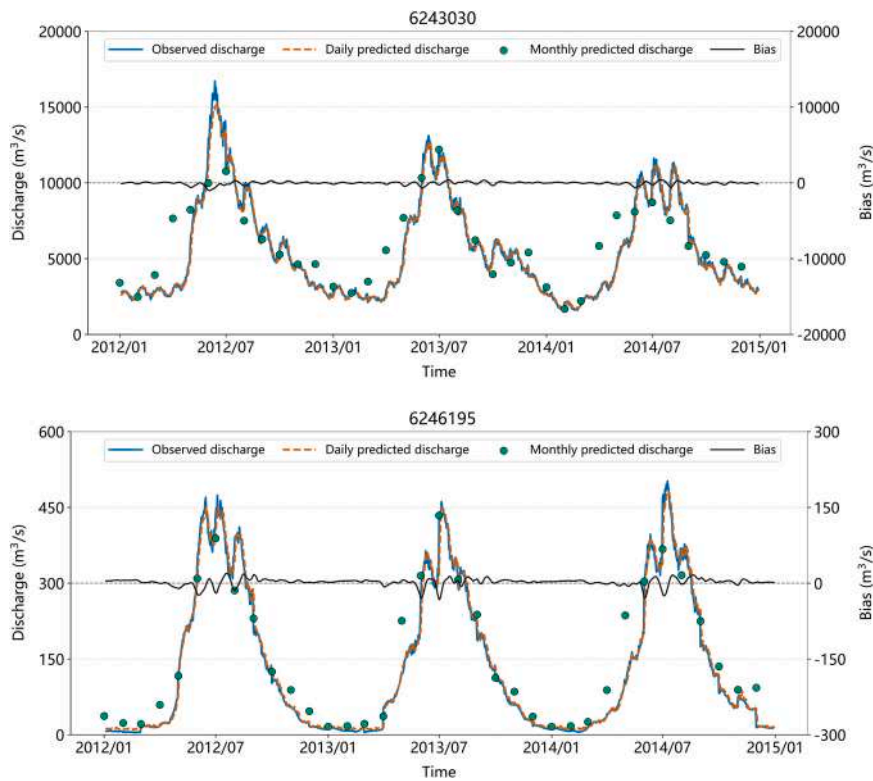 6243030
20000
20000
Observed discharge
Daily predicted discharge
Monthly predicted discharge
Bias
15000
10000
10000
0
5000
-10000
0
-20000
Discharge (m³/s)
Bias (m³/s)
2012/01
2012/07
2013/01
2013/07
2014/01
2014/07
2015/01
Time
6246195
600
300
Observed discharge
Daily predicted discharge
Monthly predicted discharge
Bias
450
150
300
0
150
-150
0
-300
Discharge (m³/s)
Bias (m³/s)
2012/01
2012/07
2013/01
2013/07
2014/01
2014/07
2015/01
Time